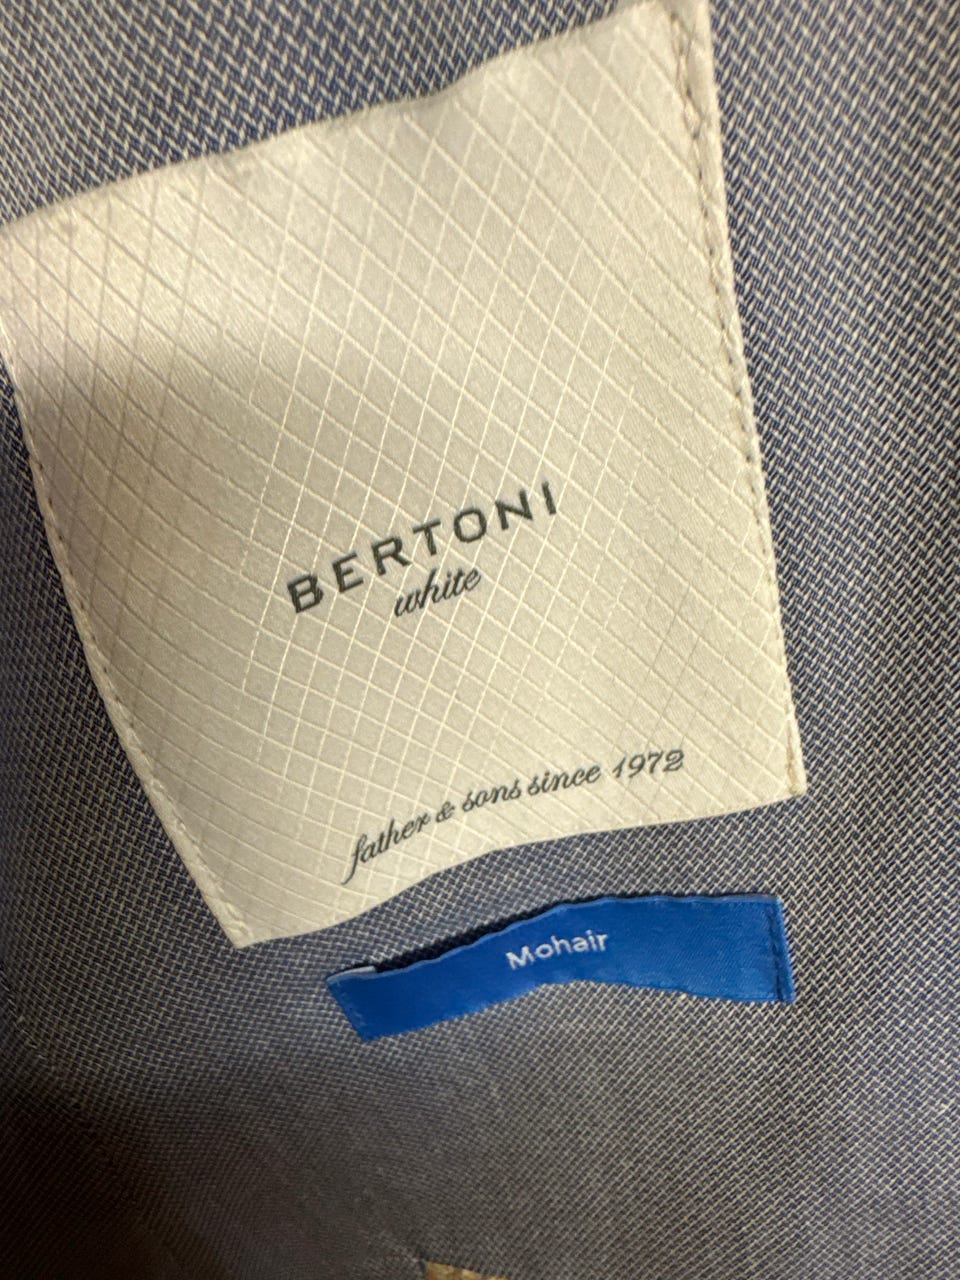 BERTONI
white
father & sons since 1972
Mohair